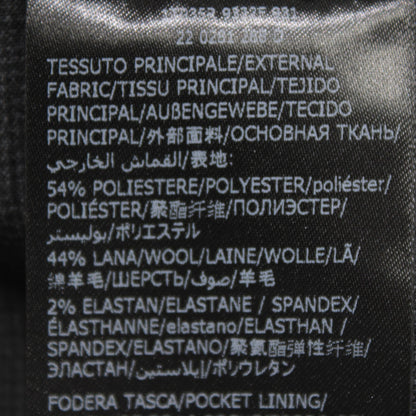 TESSUTO PRINCIPALE/EXTERNAL
FABRIC/TISSU PRINCIPAL/TEJIDO
PRINCIPAL/AUßENGEWEBE/TECIDO
PRINCIPAL/外部面料/ОСНОВНАЯ ТКАНЬ/
القماش الخارجي/表地:
54% POLIESTERE/POLYESTER/poliéster/
POLIÉSTER/聚酯纤维/ПОЛИЭСТЕР/
بوليستر/ポリエステル
44% LANA/WOOL/LAINE/WOLLE/LÃ/
绵羊毛/ШЕРСТЬ/صوف/羊毛
2% ELASTAN/ELASTANE / SPANDEX/
ÉLASTHANNE/elastano/ELASTHAN /
SPANDEX/ELASTANO/聚氨酯弹性纤维/
ЭЛАСТАН/إيلاستين/ポリウレタン
FODERA TASCA/POCKET LINING/